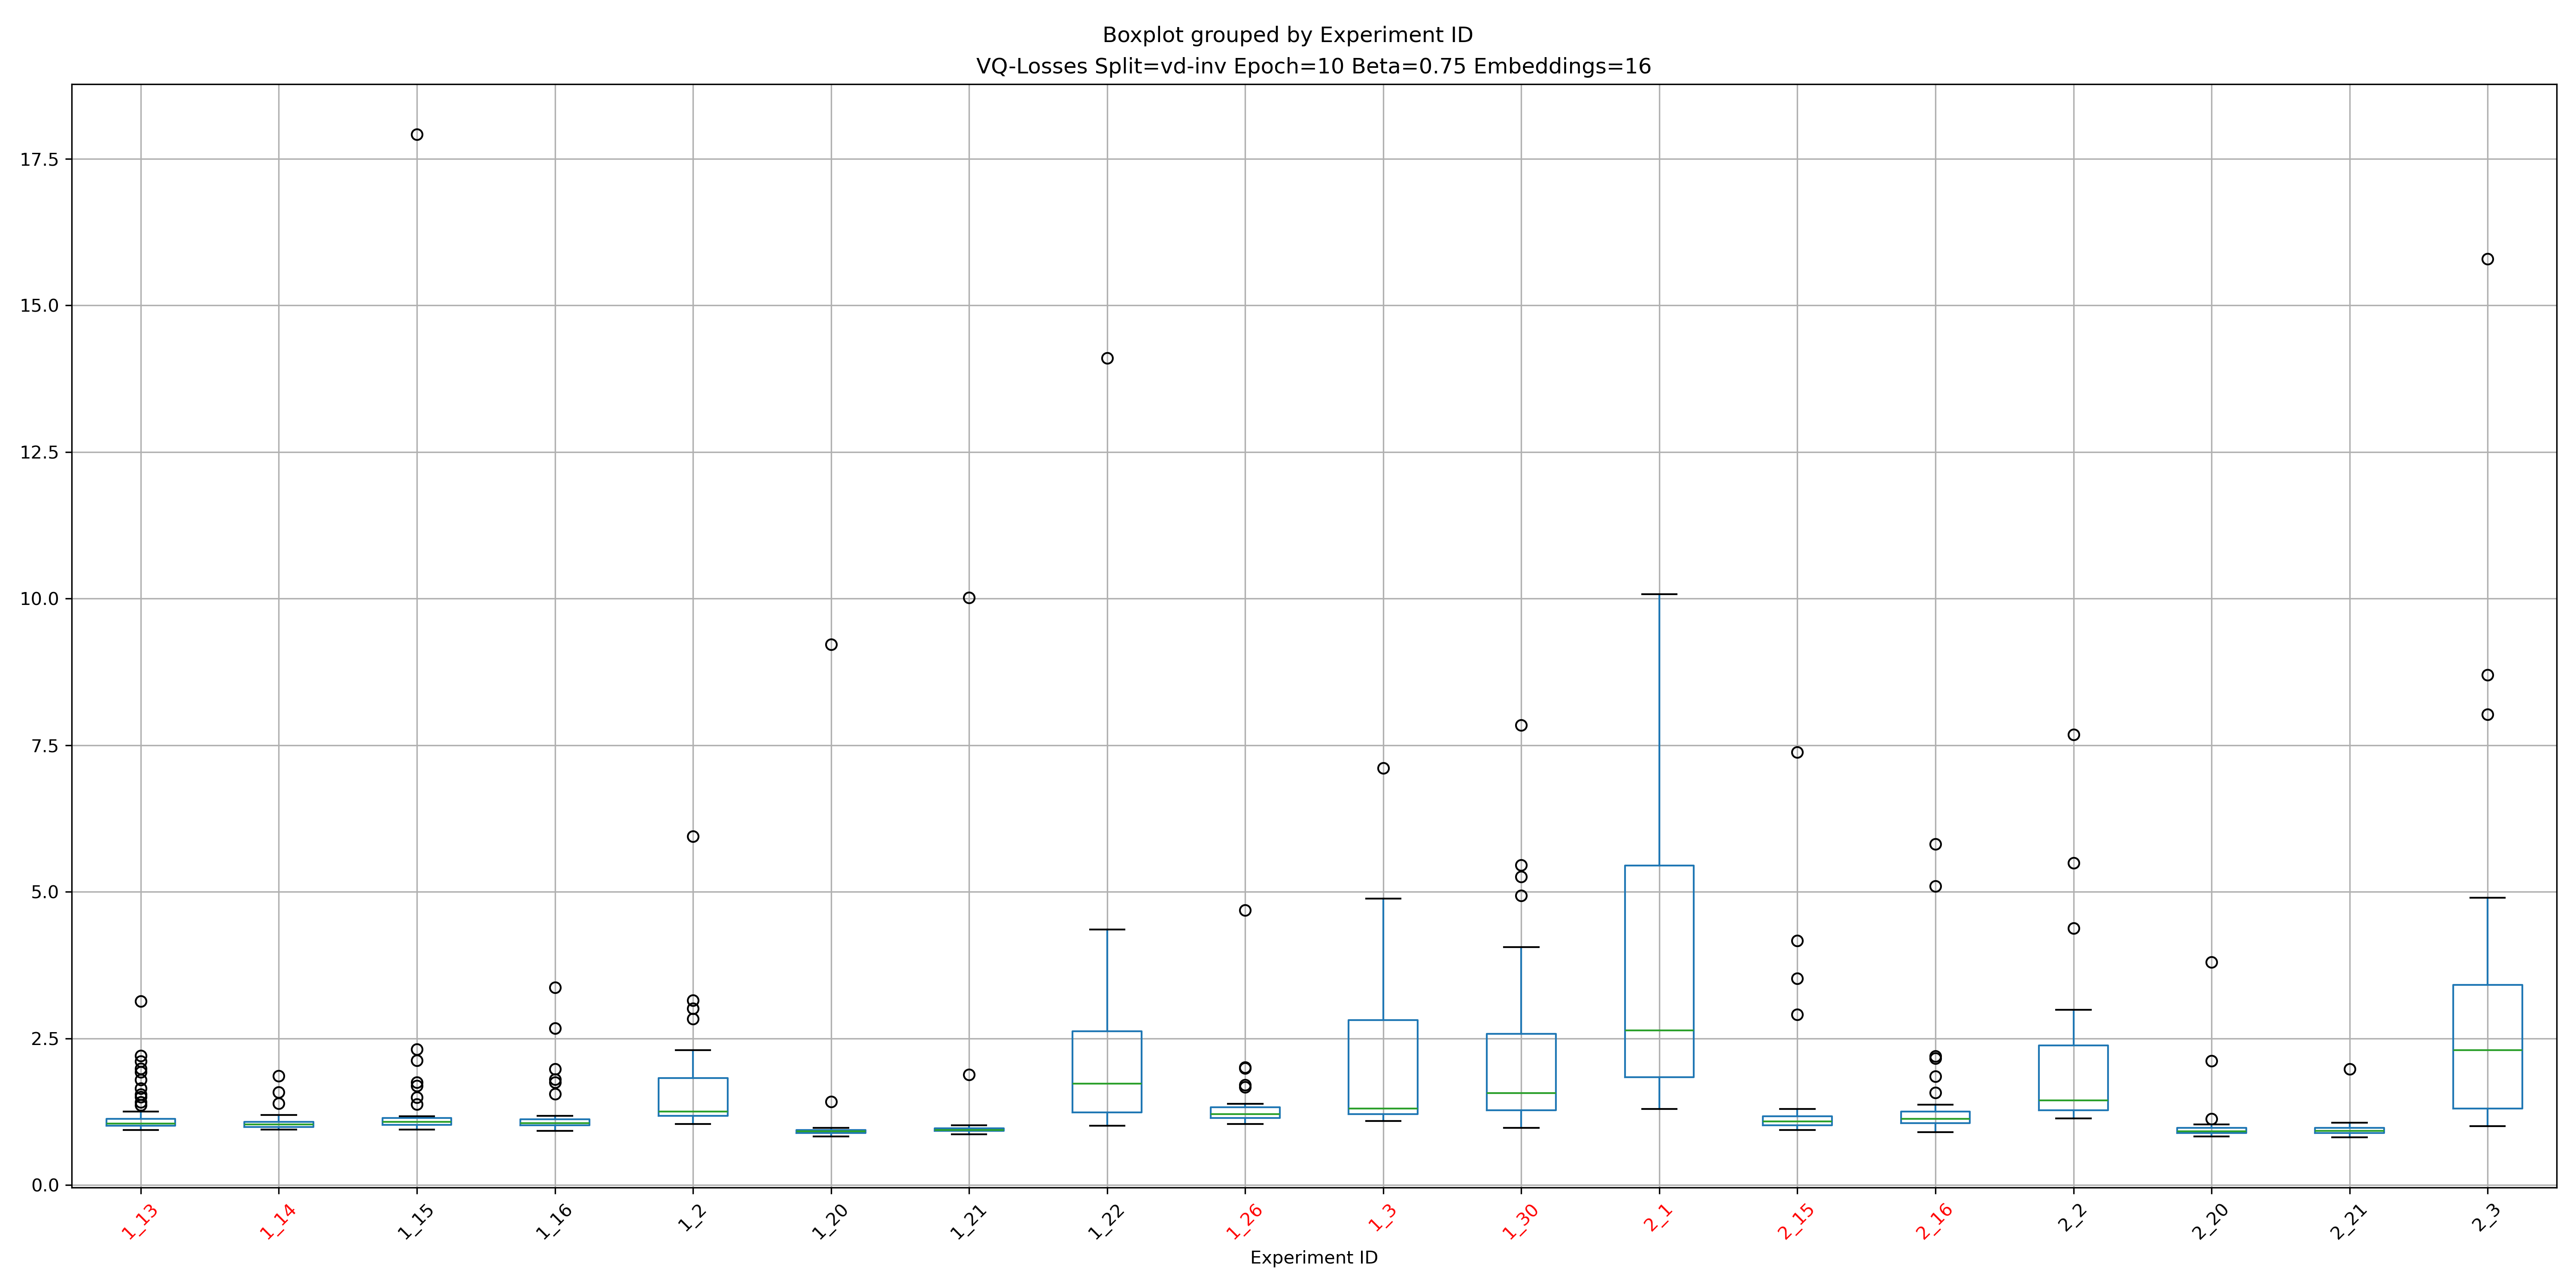 Boxplot grouped by Experiment ID
VQ-Losses Split=vd-inv Epoch=10 Beta=0.75 Embeddings=16
17.5
15.0
12.5
10.0
7.5
5.0
2.5
0.0
1_13 1_14 1_15 1_16 1_2 1_20 1_21 1_22 1_26 1_3 1_30 2_1 2_15 2_16 2_2 2_20 2_21 2_3
Experiment ID